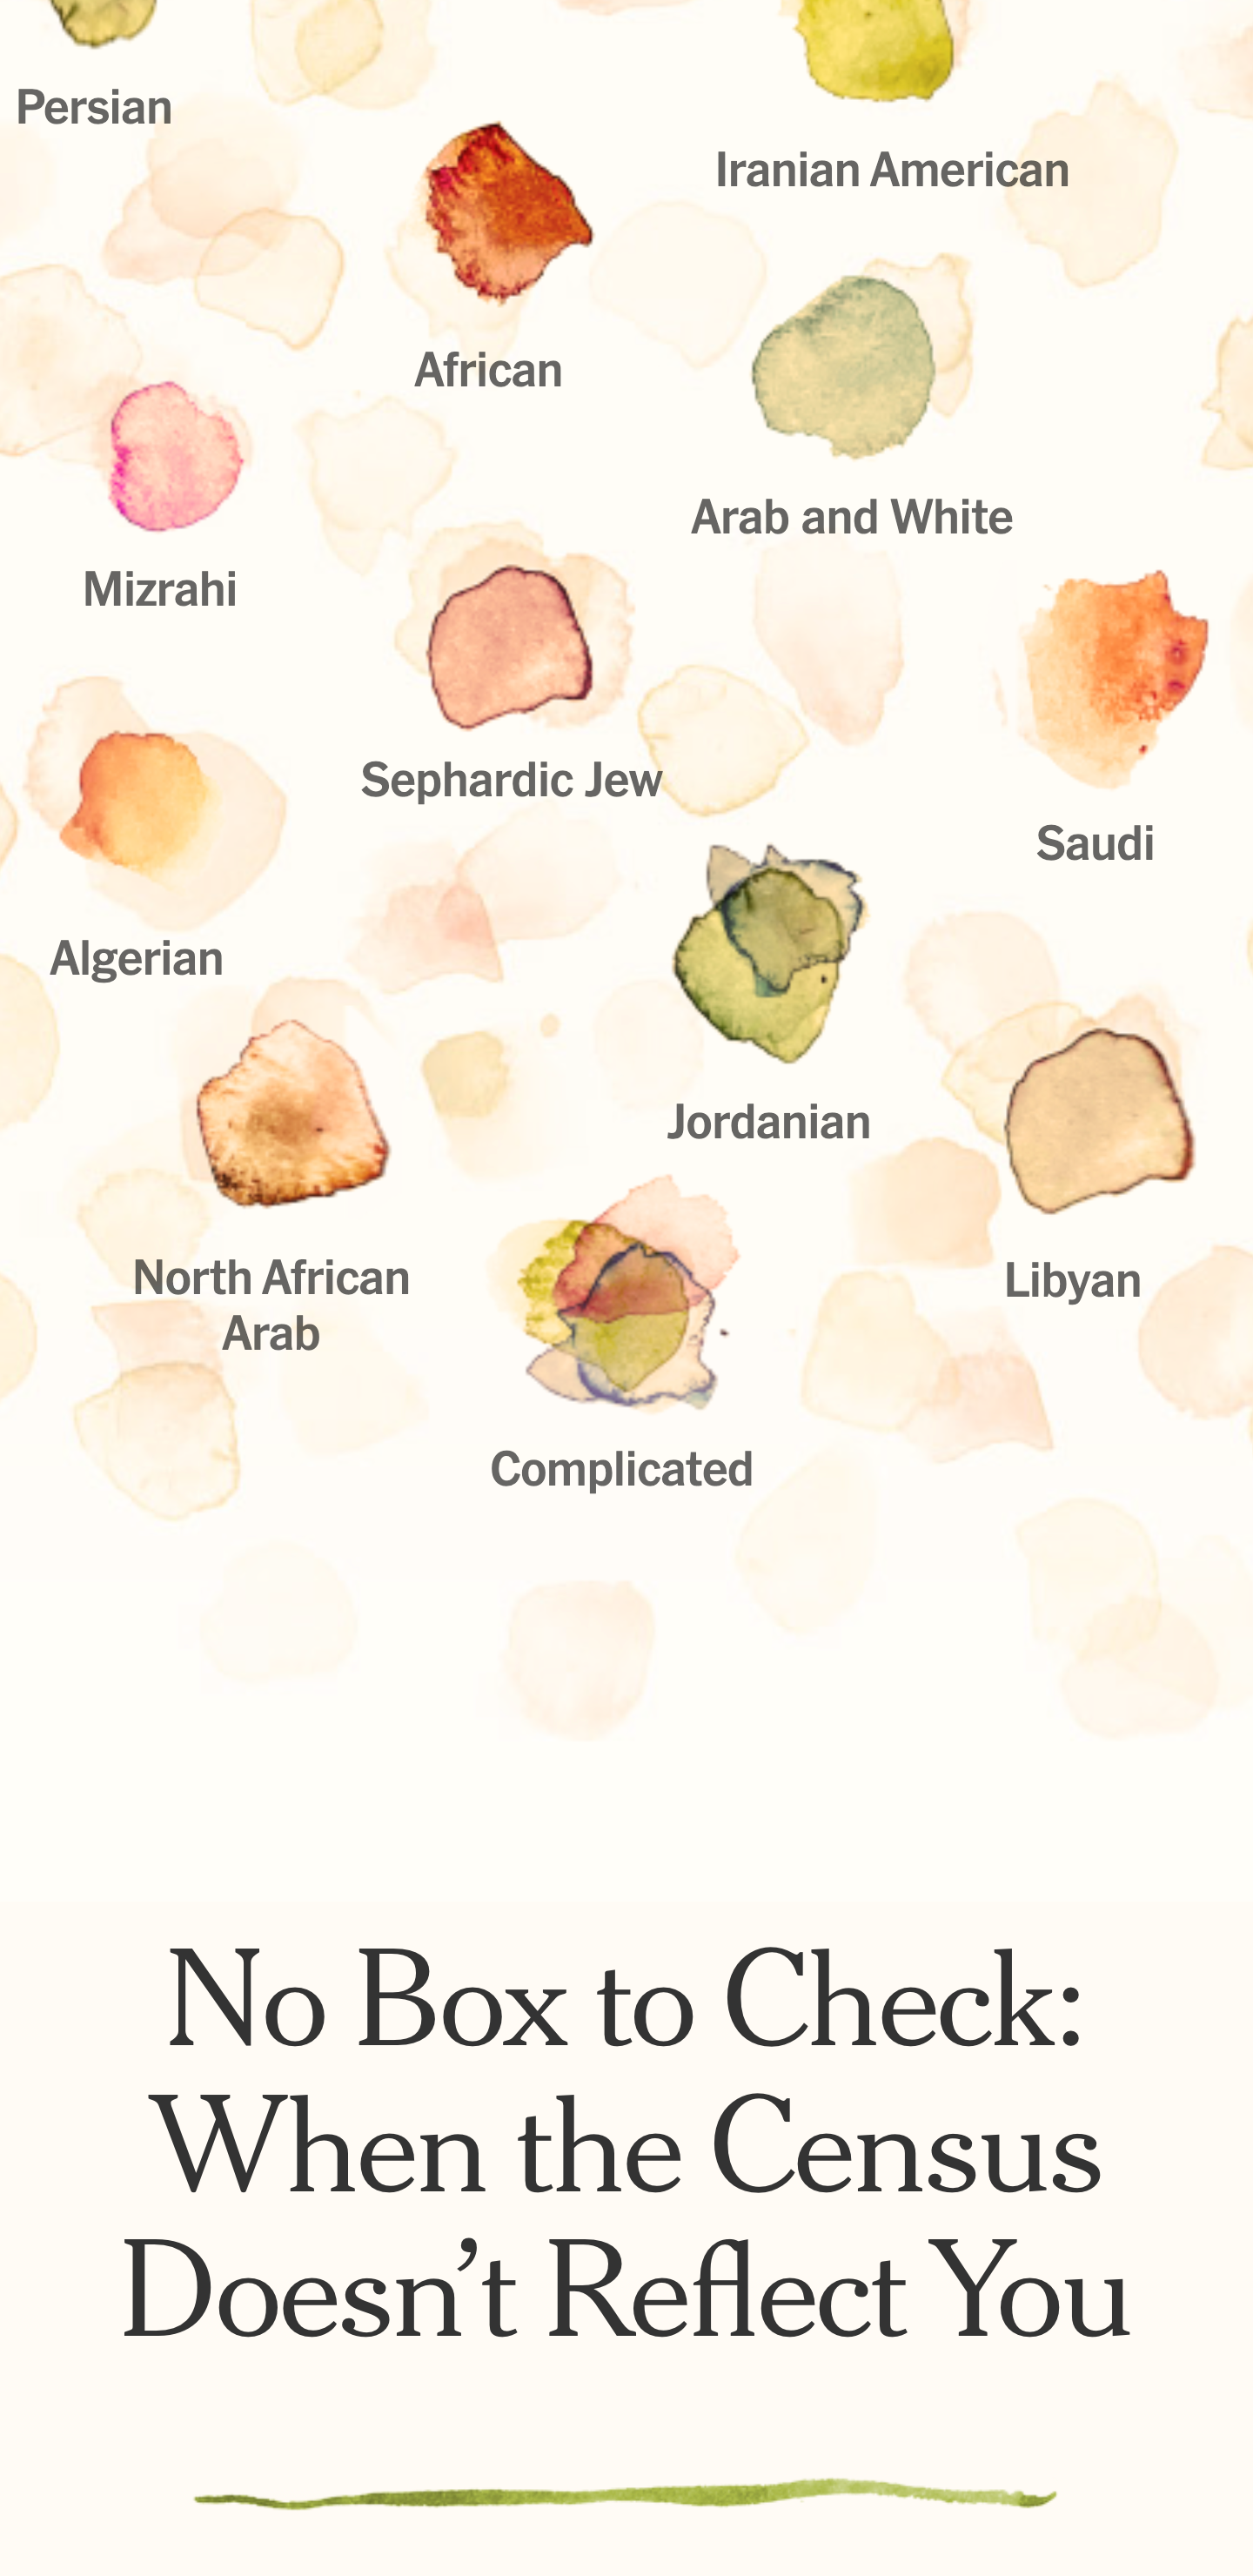 Persian
Iranian American
African
Arab and White
Mizrahi
Sephardic Jew
Saudi
Algerian
Jordanian
North African
Arab
Libyan
Complicated
No Box to Check:
When the Census
Doesn’t Reflect You